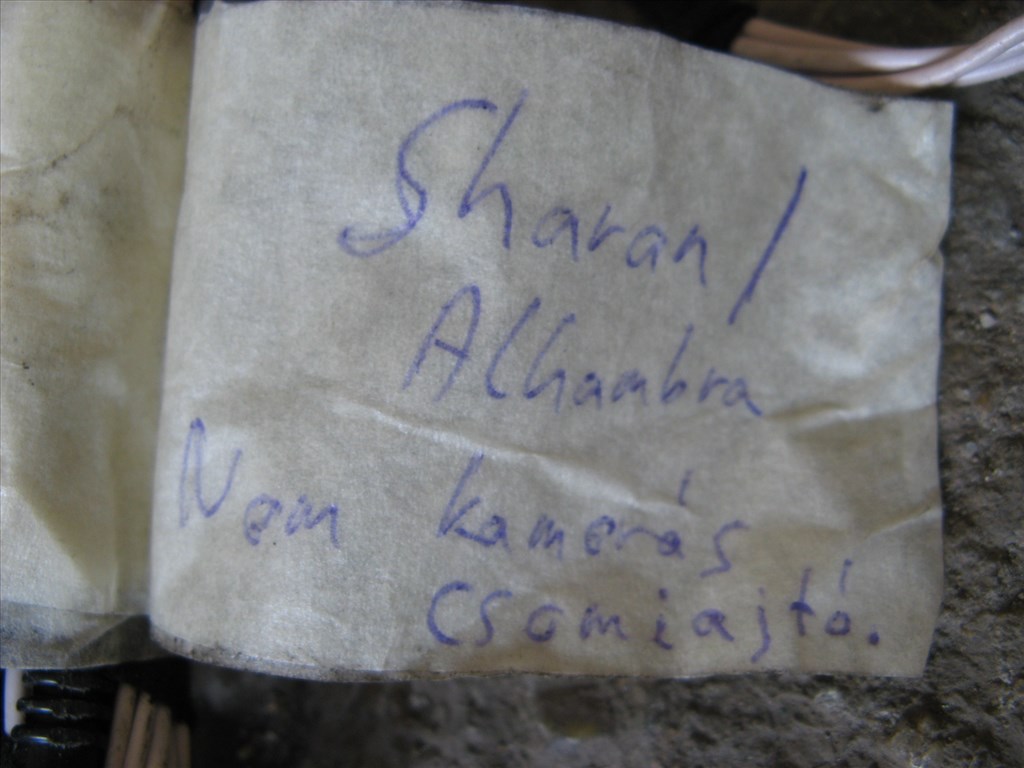 Sharan/
Alhambra
Nem kamerás
csomiajtó.